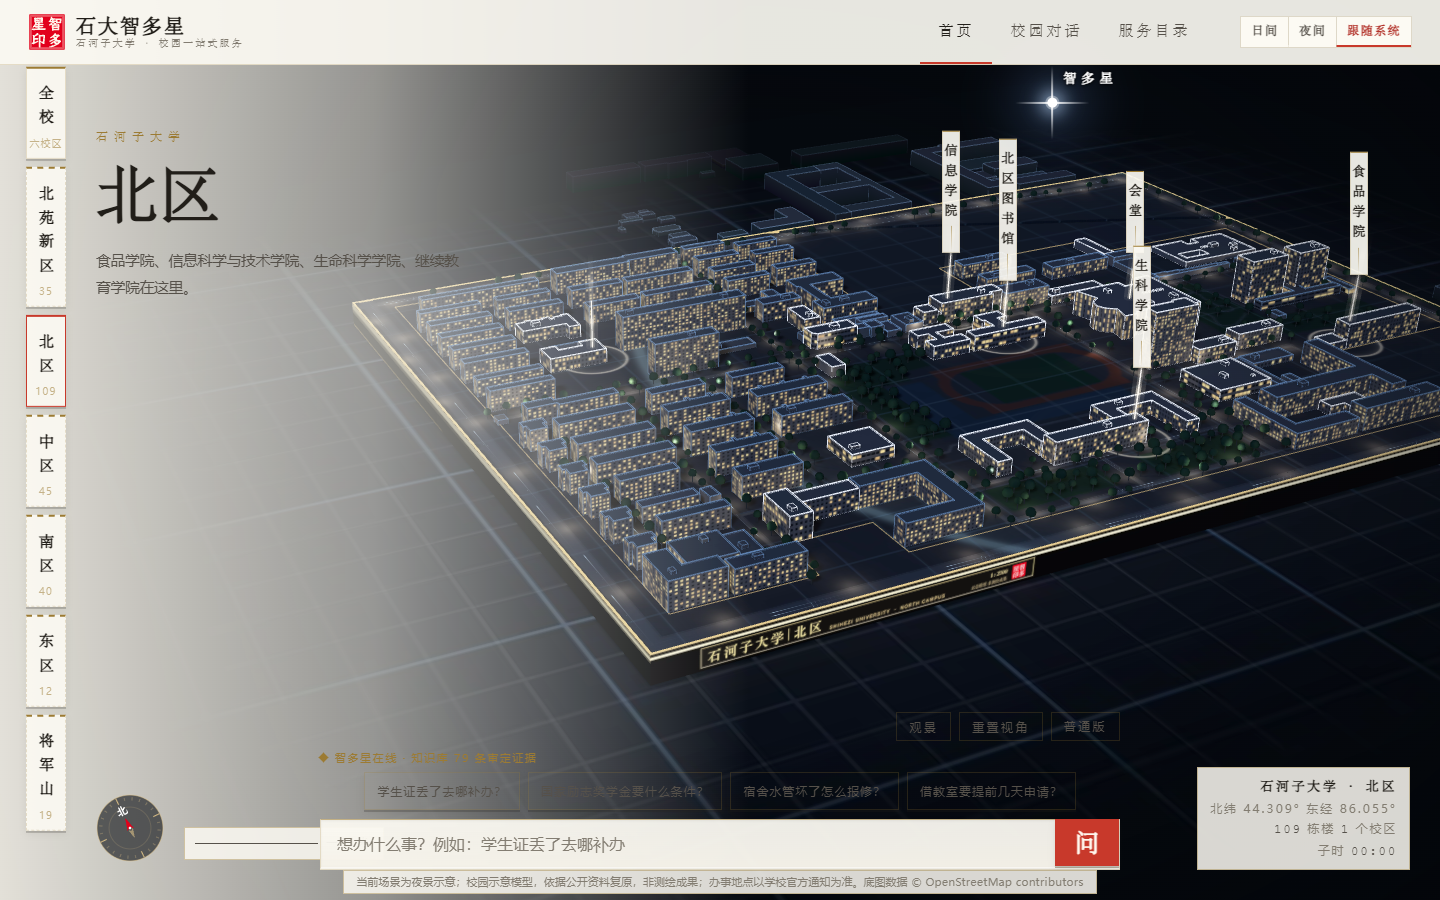 星智
印多
石大智多星
石河子大学 · 校园一站式服务
首页
校园对话
服务目录
日间
夜间
跟随系统
全校
六校区
北苑新区
35
北区
109
中区
45
南区
40
东区
12
将军山
19
石河子大学
北区
食品学院、信息科学与技术学院、生命科学学院、继续教
育学院在这里。
智多星
信息学院
北区图书馆
会堂
生科学院
食品学院
石河子大学 | 北区
SHIHEZI UNIVERSITY · NORTH CAMPUS
观景
重置视角
普通版
智多星在线
学生证丢了去哪补办?
宿舍水管坏了怎么报修?
借教室要提前几天申请?
北
想办什么事? 例如: 学生证丢了去哪补办
问
当前场景为夜景示意; 校园示意模型, 依据公开资料复原, 非测绘成果; 办事地点以学校官方通知为准。底图数据 © OpenStreetMap contributors
石河子大学 · 北区
北纬 44.309° 东经 86.055°
109 栋楼 1 个校区
子时 00:00